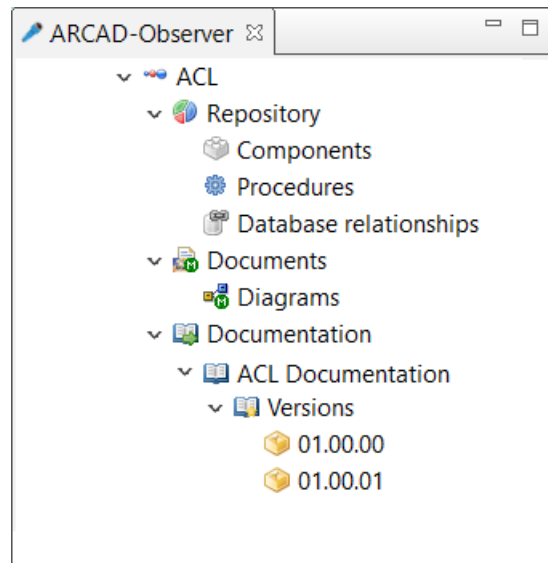 ARCAD-Observer
ACL
Repository
Components
Procedures
Database relationships
Documents
Diagrams
Documentation
ACL Documentation
Versions
01.00.00
01.00.01